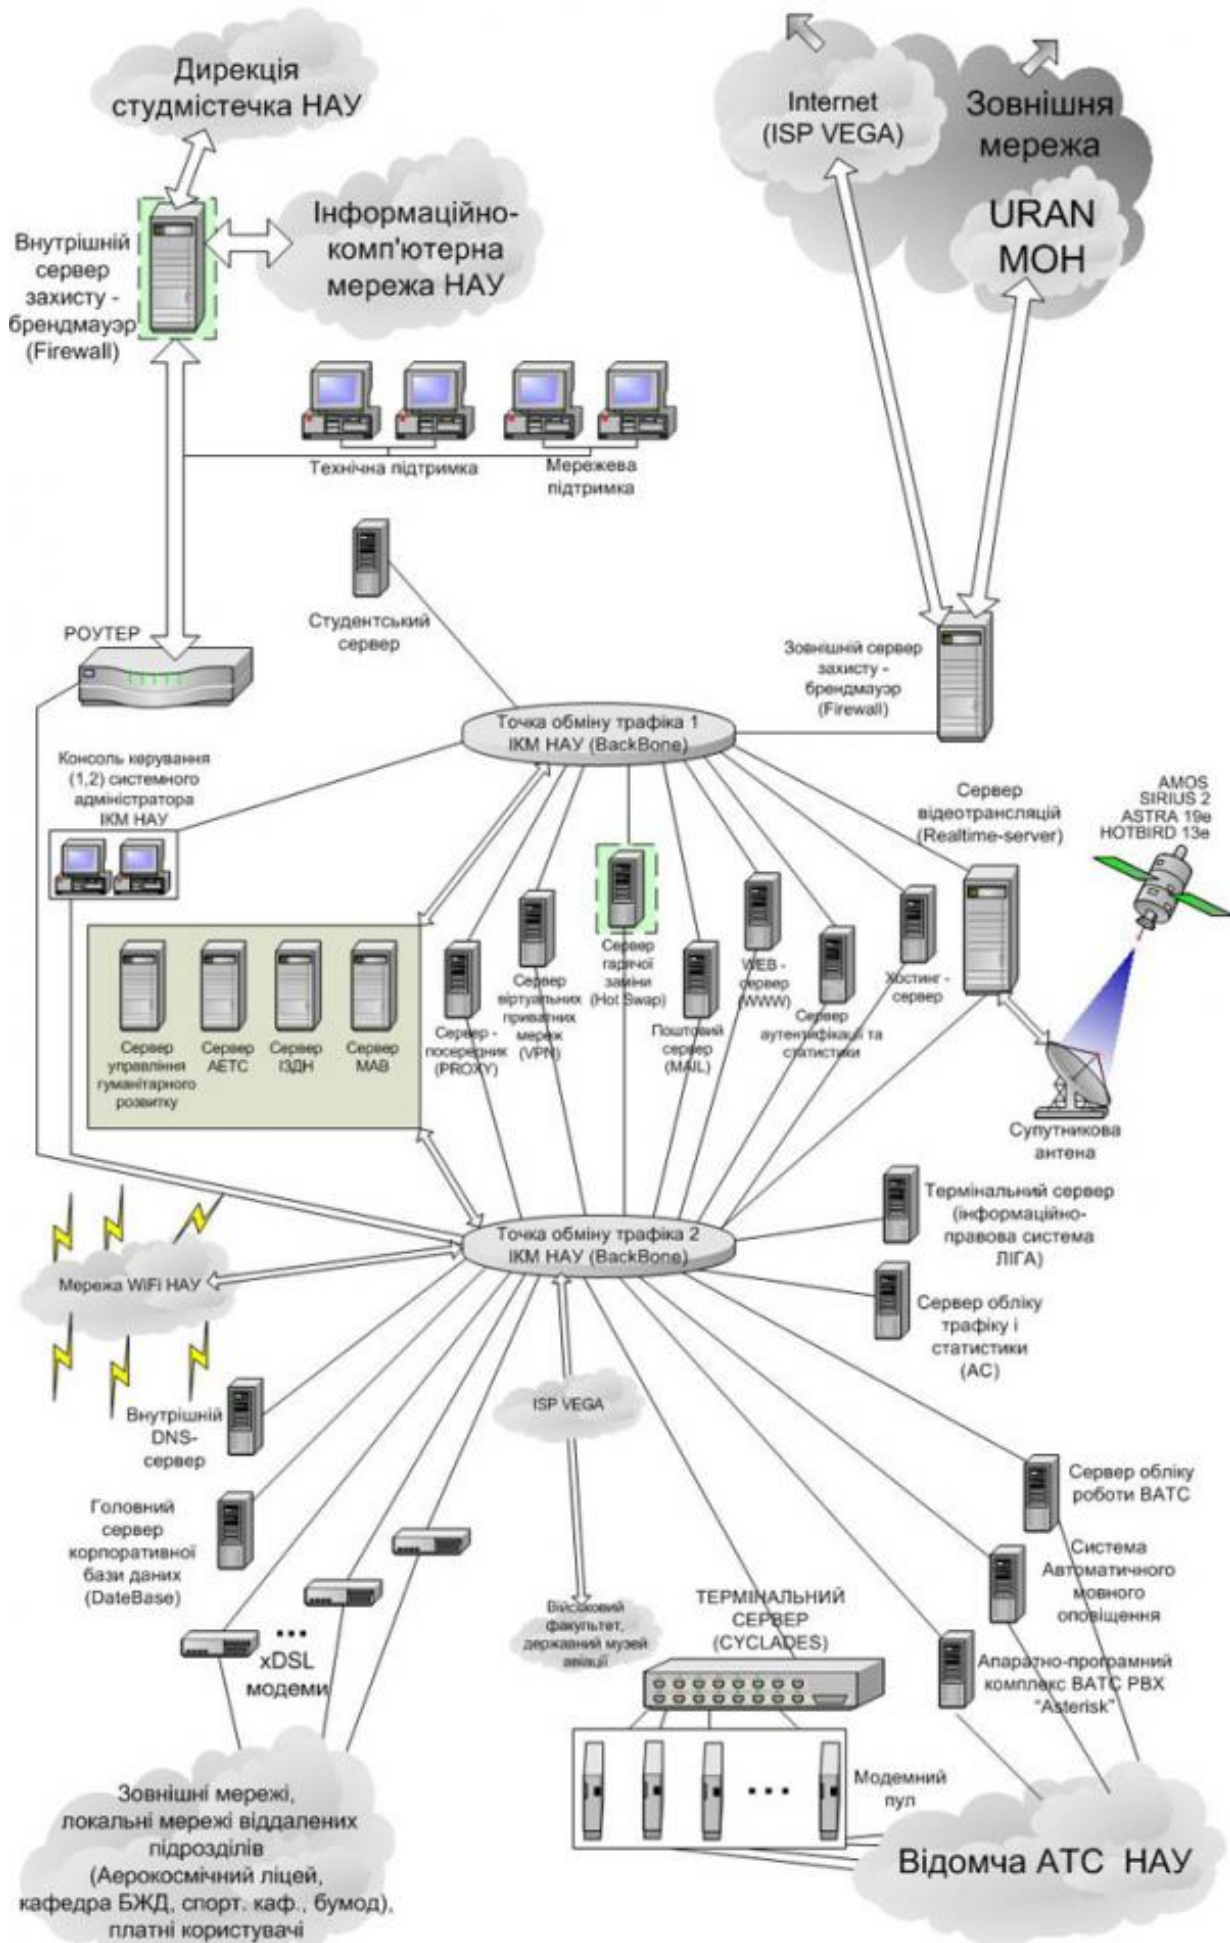 Дирекція
студмістечка НАУ
Internet
(ISP VEGA)
Зовнішня
мережа
URAN
МОН
Інформаційно-
комп'ютерна
мережа НАУ
Внутрішній
сервер
захисту -
брендмауэр
(Firewall)
Технічна підтримка
Мережева
підтримка
Студентський
сервер
РОУТЕР
Зовнішній сервер
захисту -
брендмауэр
(Firewall)
Точка обміну трафіка 1
ІКМ НАУ (BackBone)
Консоль керування
(1,2) системного
адміністратора
ІКМ НАУ
Сервер
відеотрансляцій
(Realtime-server)
AMOS
SIRIUS 2
ASTRA 19e
HOTBIRD 13e
Сервер
управління
гуманітарного
розвитку
Сервер
АЕТС
Сервер
ІЗДН
Сервер
МАВ
Сервер -
посередник
(PROXY)
Сервер
віртуальних
приватних
мереж
(VPN)
Сервер
гарячої
заміни
(Hot Swap)
Поштовий
сервер
(MAIL)
WEB -
сервер
(WWW)
Сервер
аутентифікації та
статистики
Хостинг -
сервер
Супутникова
антена
Термінальний сервер
(інформаційно-
правова система
ЛІГА)
Точка обміну трафіка 2
ІКМ НАУ (BackBone)
Мережа WiFi НАУ
Сервер обліку
трафіку і
статистики
(АС)
ISP VEGA
Внутрішній
DNS-
сервер
Головний
сервер
корпоративної
бази даних
(DateBase)
Сервер обліку
роботи ВАТС
Система
Автоматичного
мовного
оповіщення
Військовий
факультет,
державний музей
авіації
ТЕРМІНАЛЬНИЙ
СЕРВЕР
(CYCLADES)
...
xDSL
модеми
Апаратно-програмний
комплекс ВАТС PBX
"Asterisk"
...
Модемний
пул
Зовнішні мережі,
локальні мережі віддалених
підрозділів
(Аерокосмічний ліцей,
кафедра БЖД, спорт. каф., бумод),
платні користувачі
Відомча АТС НАУ